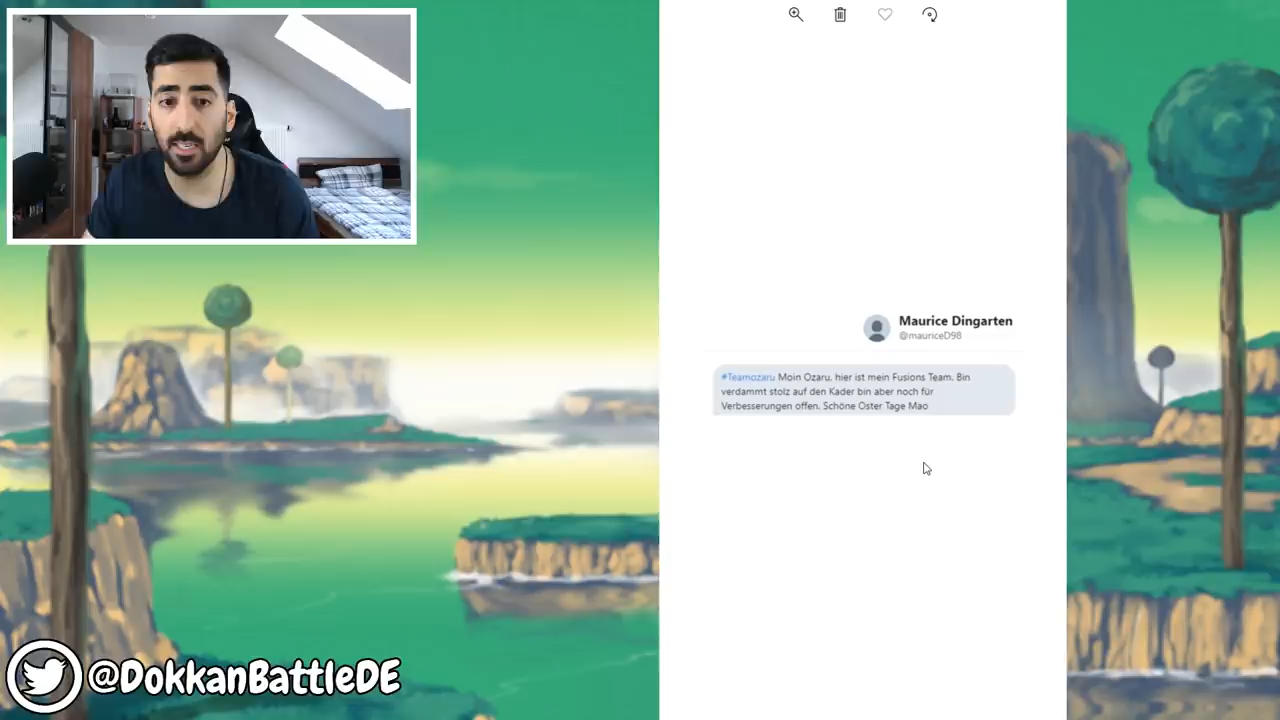 Maurice Dingarten
@mauriceD98
#Teamozaru Moin Ozaru, hier ist mein Fusions Team. Bin
verdammt stolz auf den Kader bin aber noch für
Verbesserungen offen. Schöne Oster Tage Mao
@DokkanBattleDE